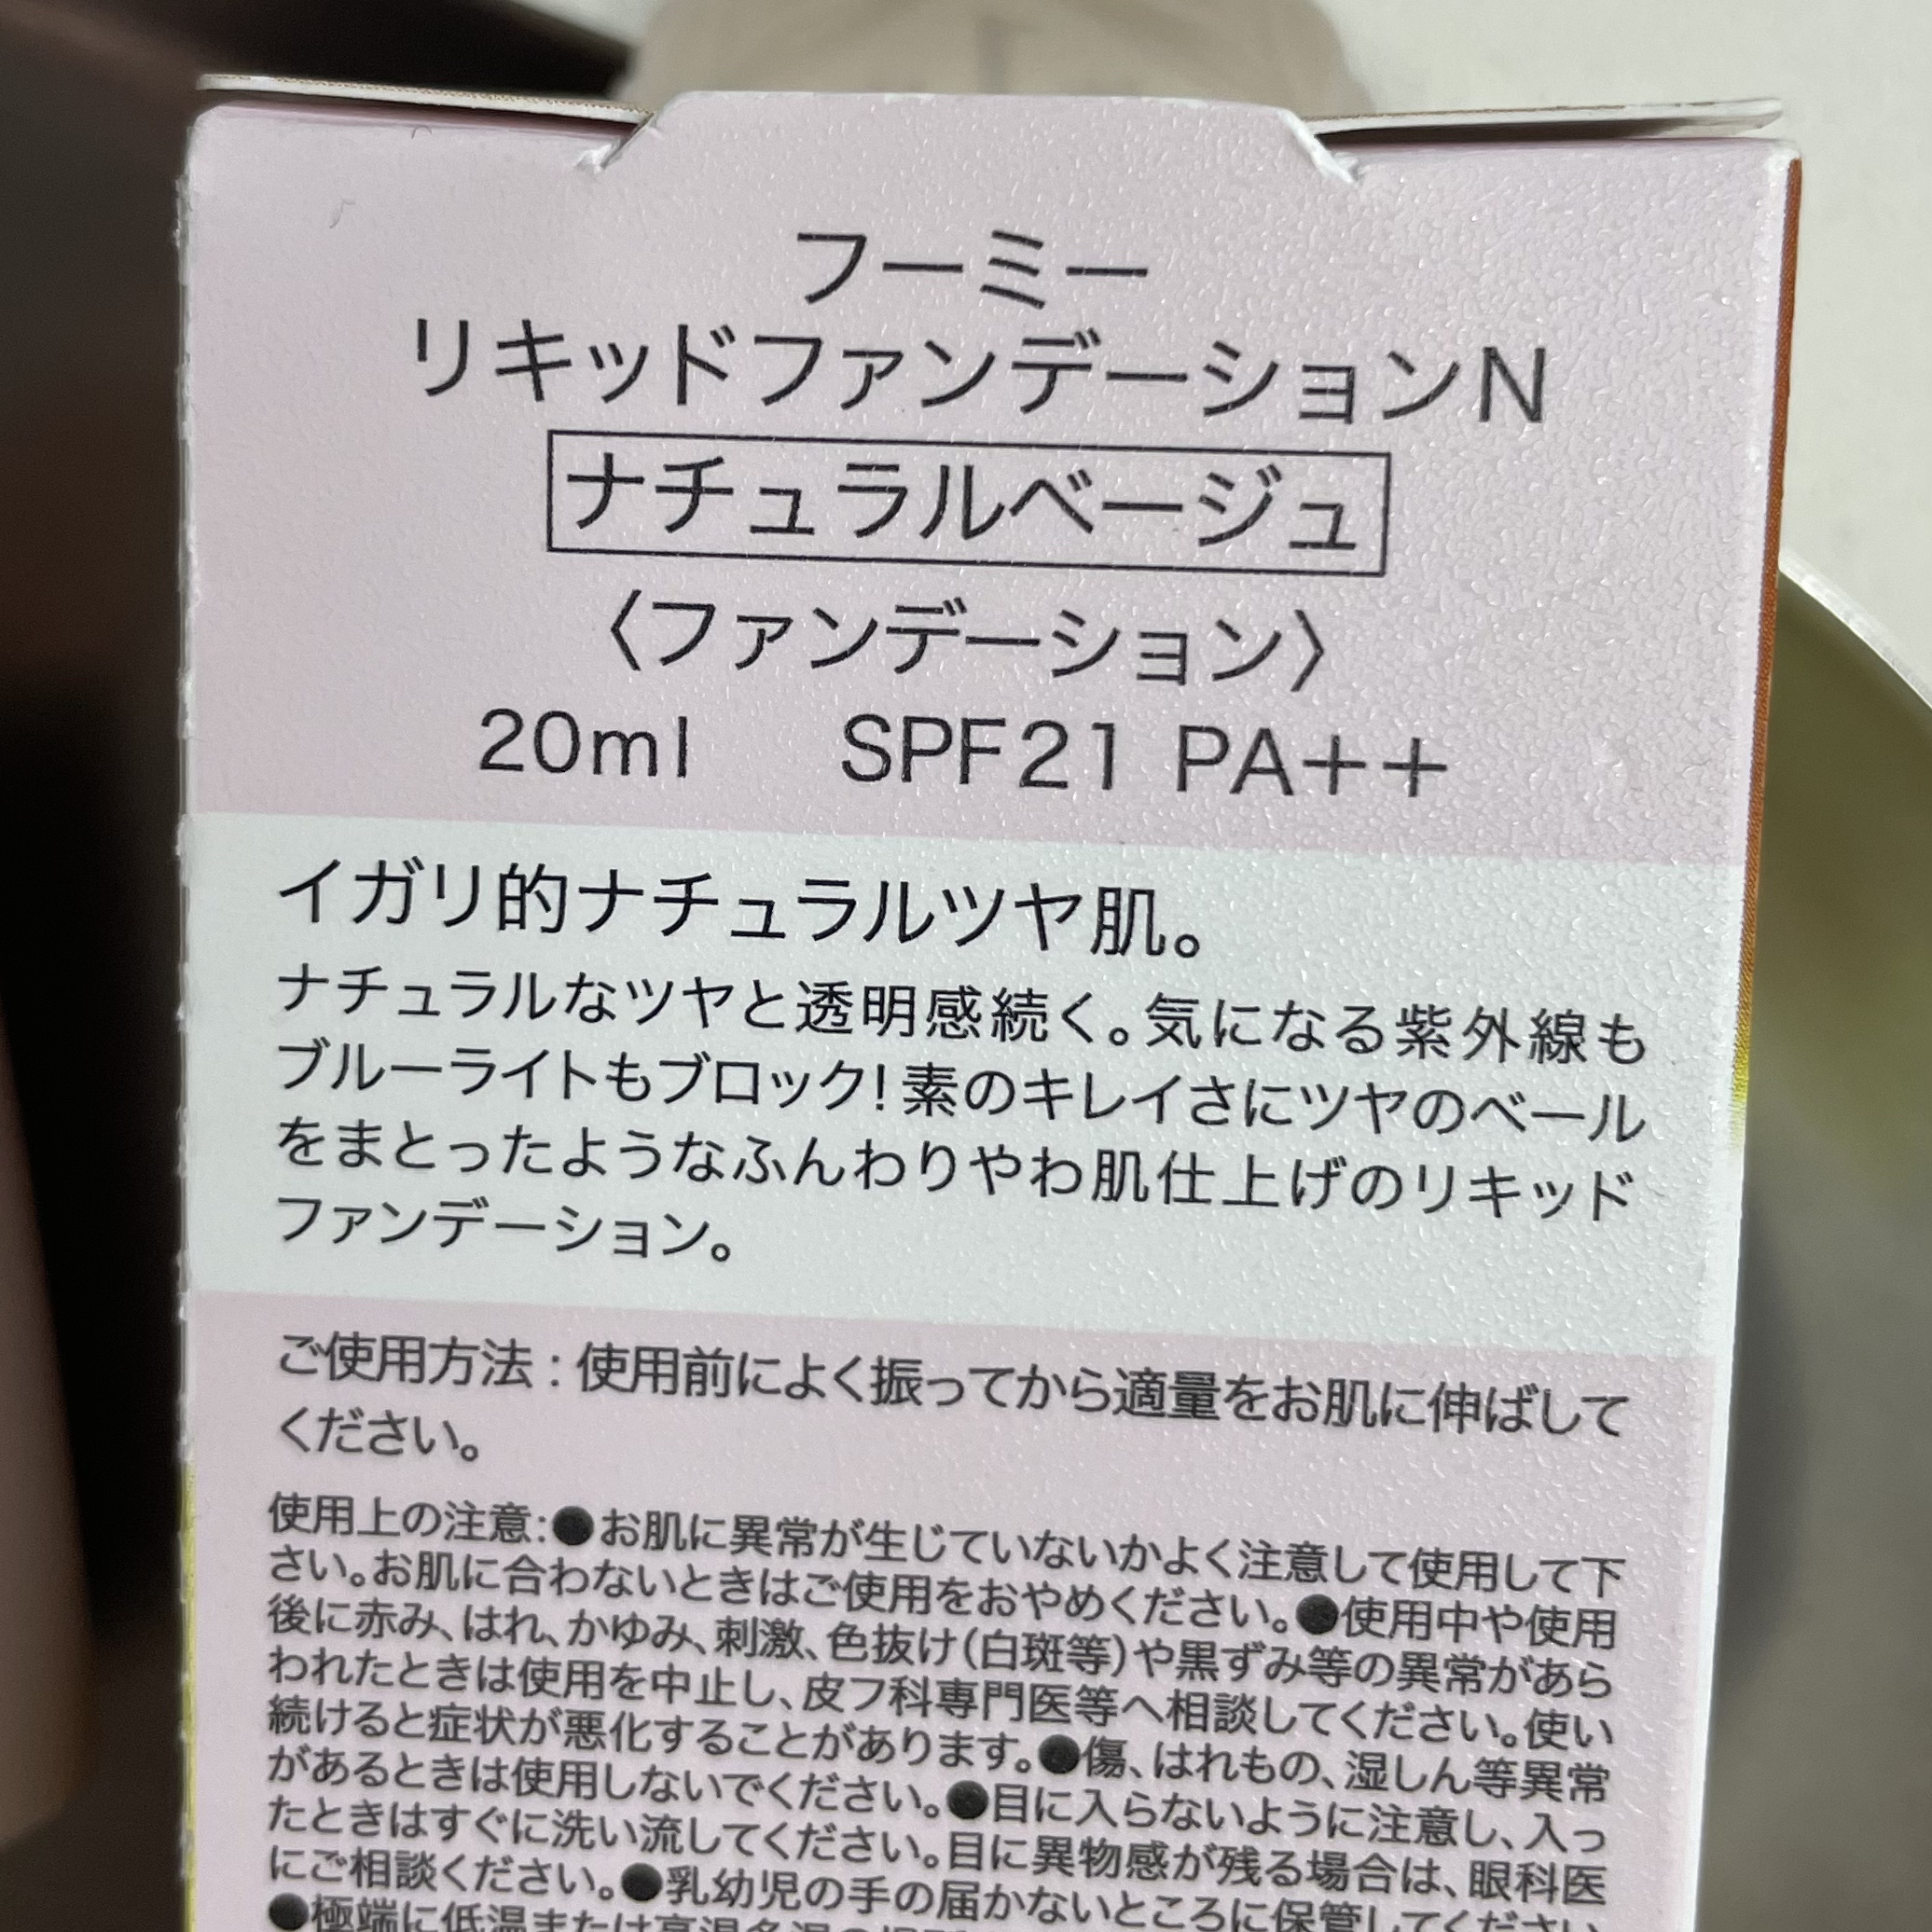 フーミー
リキッドファンデーションN
ナチュラルベージュ
〈ファンデーション〉
20ml SPF21 PA++
イガリ的ナチュラルツヤ肌。
ナチュラルなツヤと透明感続く。気になる紫外線も
ブルーライトもブロック!素のキレイさにツヤのベール
をまとったようなふんわりやわ肌仕上げのリキッド
ファンデーション。
ご使用方法:使用前によく振ってから適量をお肌に伸ばして
ください。
使用上の注意:●お肌に異常が生じていないかよく注意して使用して下
さい。お肌に合わないときはご使用をおやめください。●使用中や使用
後に赤み、はれ、かゆみ、刺激、色抜け(白斑等)や黒ずみ等の異常があら
われたときは使用を中止し、皮フ科専門医等へ相談してください。使い
続けると症状が悪化することがあります。●傷、はれもの、湿しん等異常
があるときは使用しないでください。●目に入らないように注意し、入っ
たときはすぐに洗い流してください。目に異物感が残る場合は、眼科医
にご相談ください。●乳幼児の手の届かないところに保管してください
●極端に低温または高温多湿の